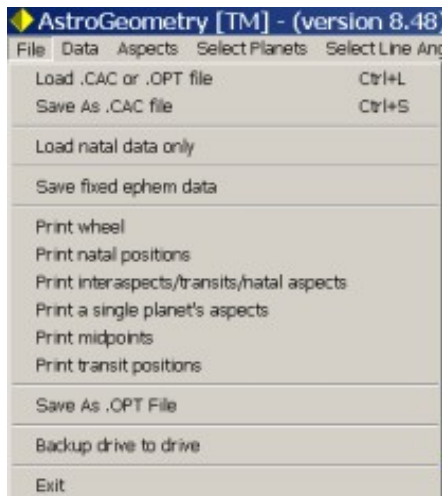 AstroGeometry [TM] - (version 8.48)
File Data Aspects Select Planets Select Line
Load .CAC or .OPT file Ctrl+L
Save As .CAC file Ctrl+S
Load natal data only
Save fixed ephem data
Print wheel
Print natal positions
Print interaspects/transits/natal aspects
Print a single planet's aspects
Print midpoints
Print transit positions
Save As .OPT File
Backup drive to drive
Exit